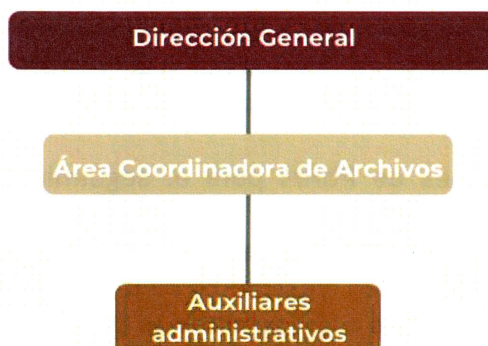 Dirección General
Área Coordinadora de Archivos
Auxiliares
administrativos